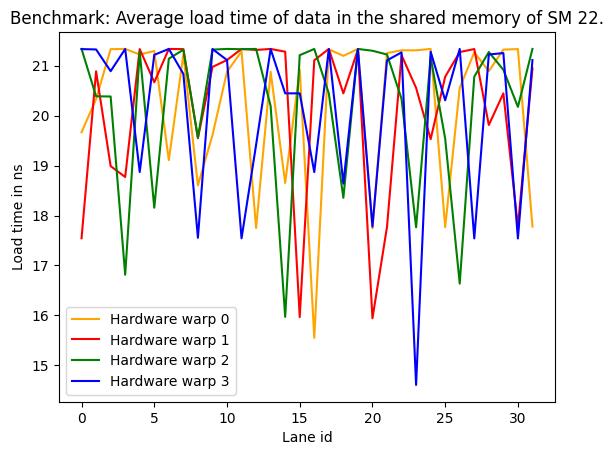 Benchmark: Average load time of data in the shared memory of SM 22.
Load time in ns
21
20
19
18
17
16
15
Hardware warp 0
Hardware warp 1
Hardware warp 2
Hardware warp 3
0 5 10 15 20 25 30
Lane id